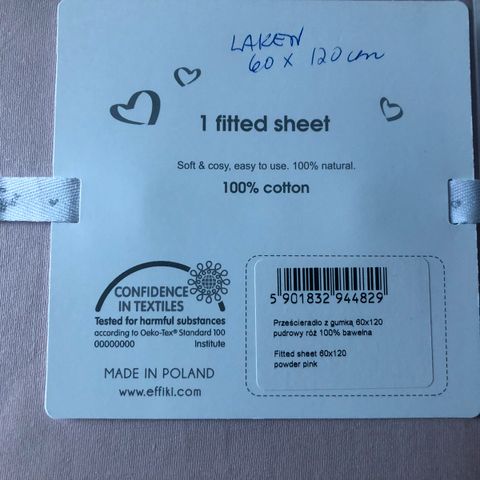 LAKEN
60 x 120 cm
1 fitted sheet
Soft & cosy, easy to use. 100% natural.
100% cotton
CONFIDENCE
IN TEXTILES
Tested for harmful substances
according to Oeko-Tex® Standard 100
00000000 Institute
MADE IN POLAND
www.effiki.com
5 901832 944829
Prześcieradło z gumką 60x120
pudrowy róż 100% bawełna
Fitted sheet 60x120
powder pink